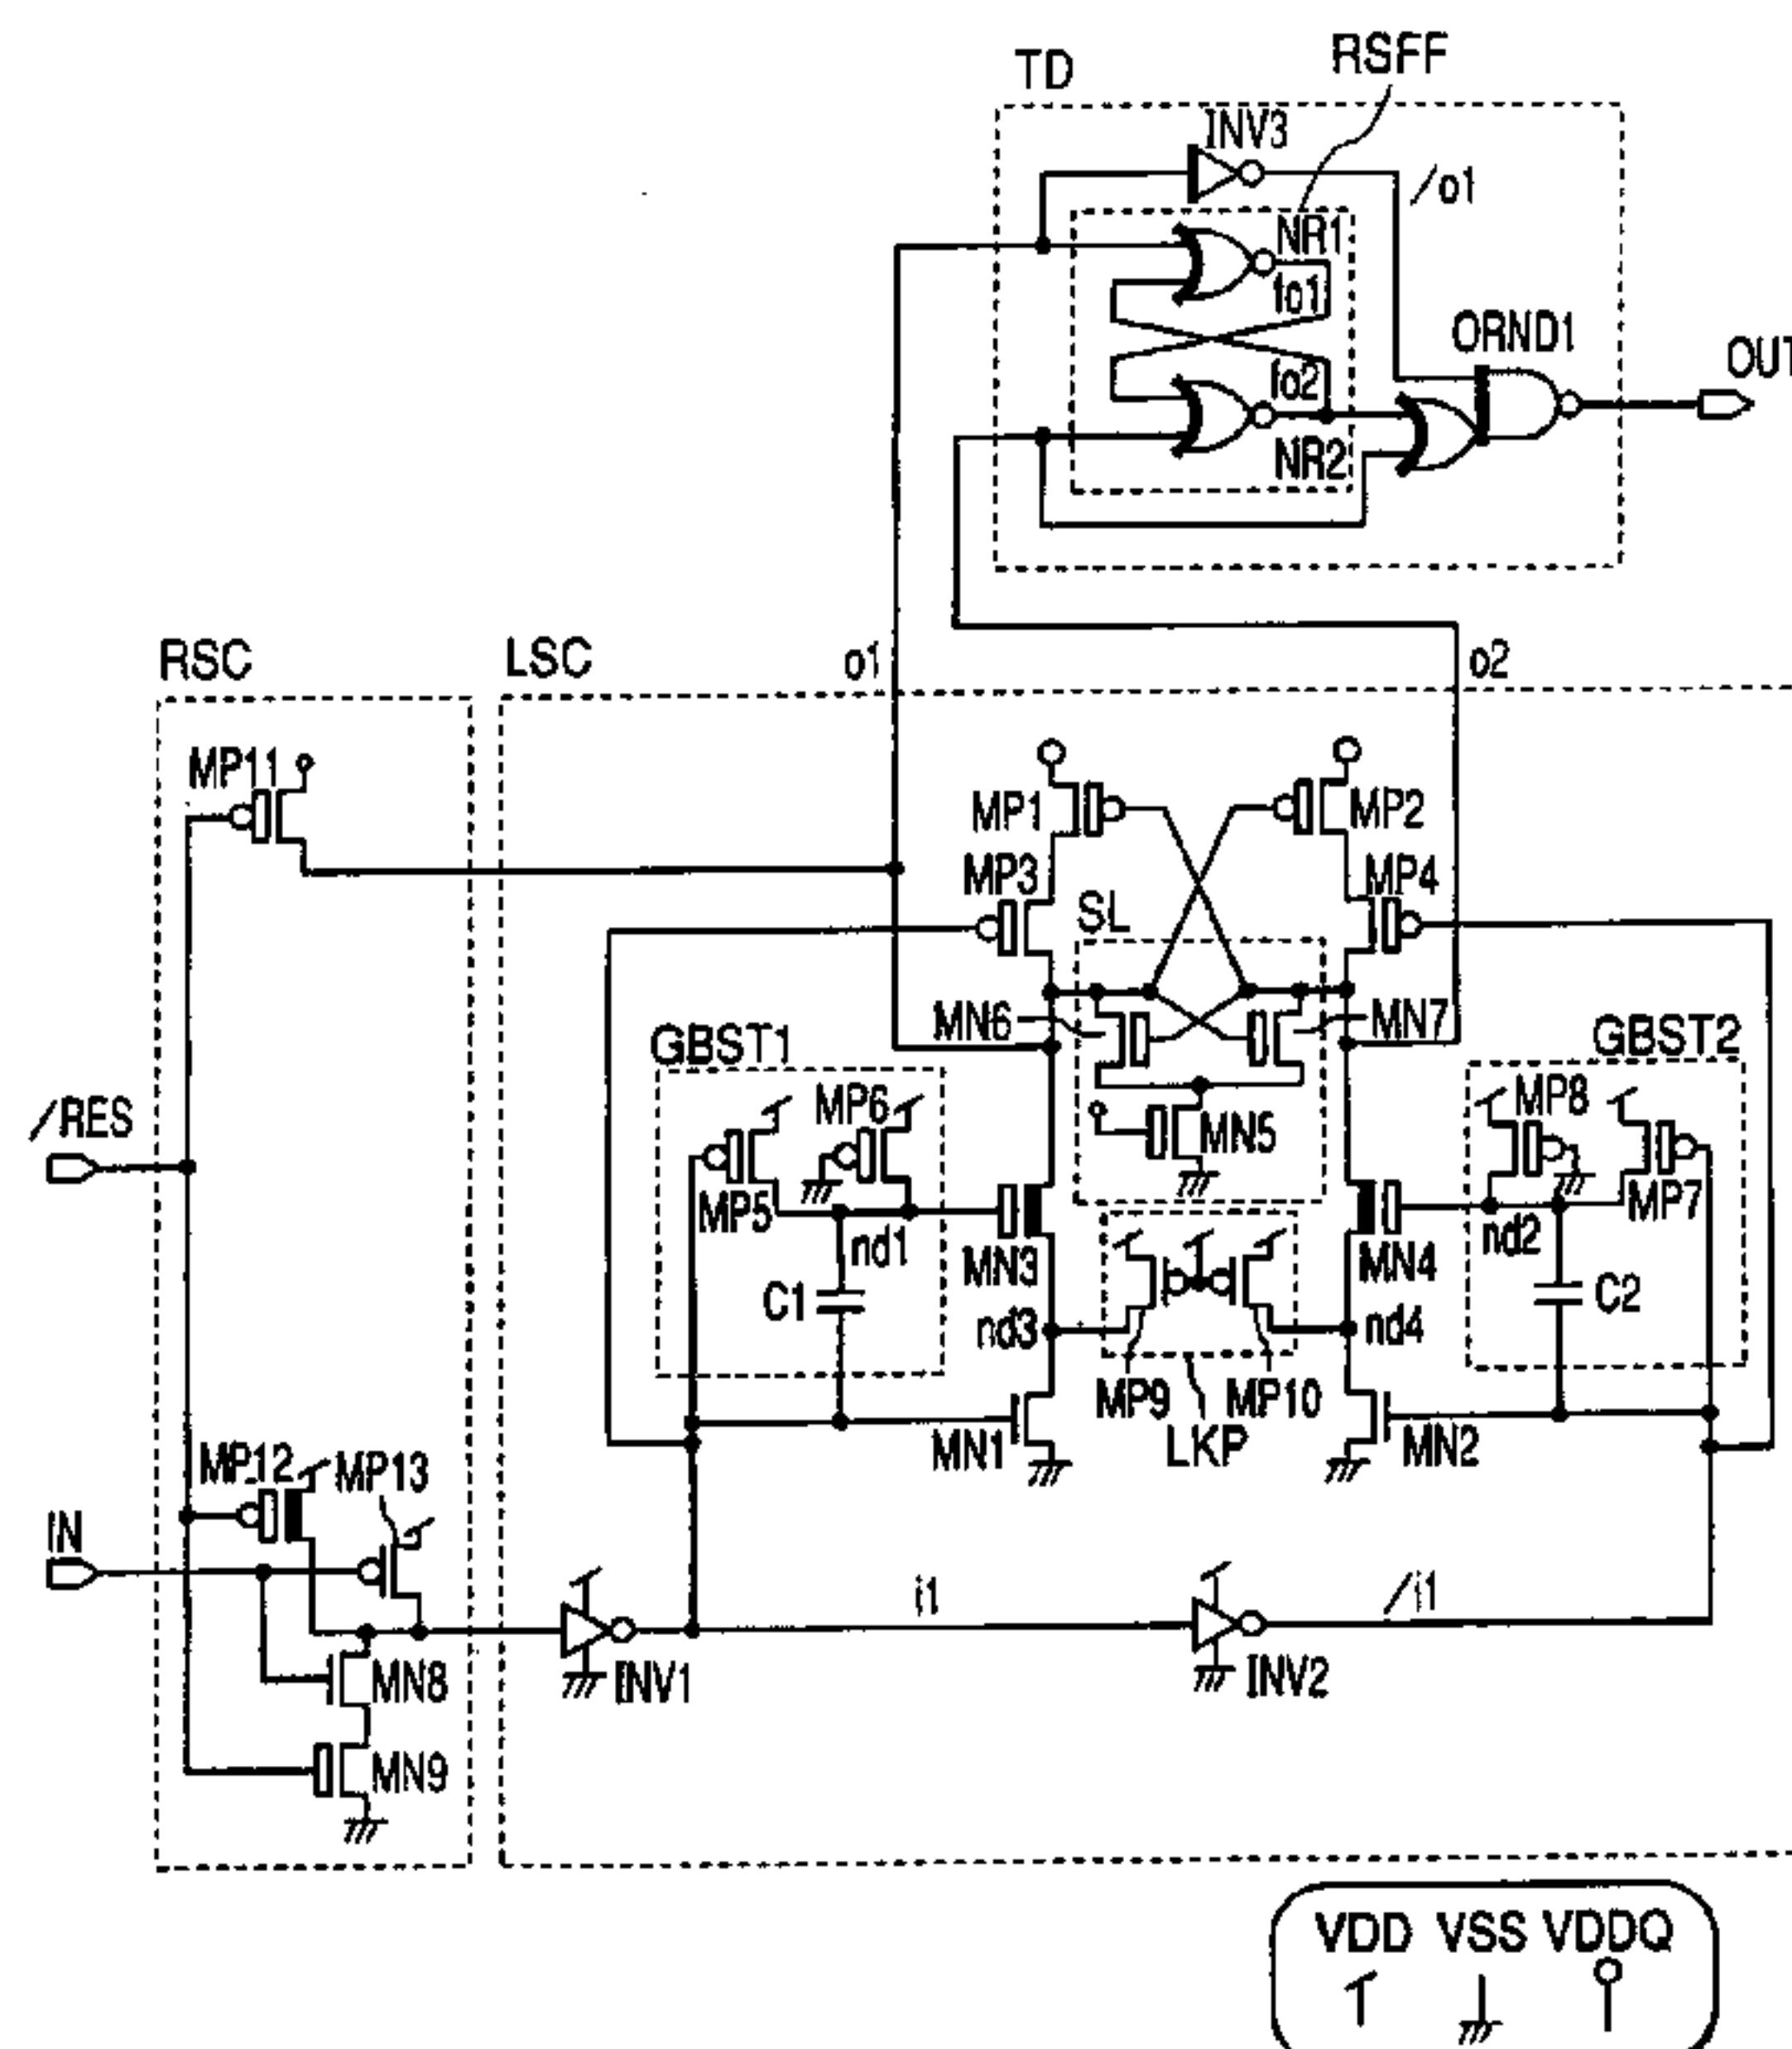 TD
RSFF
INV3
/o1
NR1
fo1
ORND1
OUT
fo2
NR2
RSC
LSC
o1
o2
MP11
MP1
MP2
MP3
MP4
SL
MN6
MN7
GBST1
GBST2
MP6
MP8
/RES
MN5
MP5
MP7
nd1
nd2
MN3
MN4
C1
C2
nd3
nd4
MP9
MP10
MN1
LKP
MN2
MP12
MP13
IN
i1
/i1
MN8
INV1
INV2
MN9
VDD VSS VDDQ